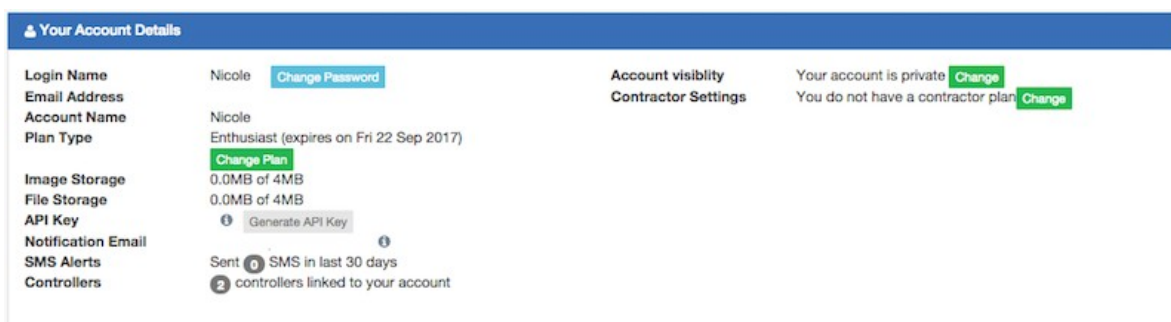 Your Account Details
Login Name Nicole Change Password
Email Address
Account Name Nicole
Plan Type Enthusiast (expires on Fri 22 Sep 2017)
Change Plan
Image Storage 0.0MB of 4MB
File Storage 0.0MB of 4MB
API Key Generate API Key
Notification Email
SMS Alerts Sent 0 SMS in last 30 days
Controllers 2 controllers linked to your account
Account visiblity Your account is private Change
Contractor Settings You do not have a contractor plan Change